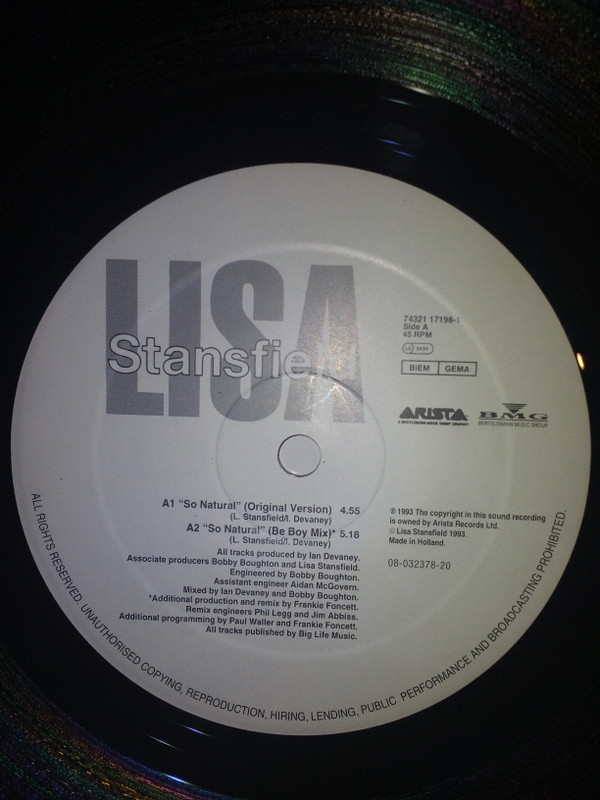 LISA
Stansfie
74321 17198-1
Side A
45 RPM
BIEM GEMA
ARISTA
A BERTELSMANN MUSIC GROUP COMPANY
BMG
BERTELSMANN MUSIC GROUP
A1 "So Natural" (Original Version) 4.55
(L. Stansfield/I. Devaney)
A2 "So Natural" (Be Boy Mix)* 5.18
(L. Stansfield/I. Devaney)
All tracks produced by Ian Devaney.
Associate producers Bobby Boughton and Lisa Stansfield.
Engineered by Bobby Boughton.
Assistant engineer Aidan McGovern.
Mixed by Ian Devaney and Bobby Boughton.
*Additional production and remix by Frankie Foncett.
Remix engineers Phil Legg and Jim Abbiss.
Additional programming by Paul Waller and Frankie Foncett.
All tracks published by Big Life Music.
℗ 1993 The copyright in this sound recording
is owned by Arista Records Ltd.
© Lisa Stansfield 1993.
Made in Holland.
08-032378-20
ALL RIGHTS RESERVED. UNAUTHORISED COPYING, REPRODUCTION, HIRING, LENDING, PUBLIC PERFORMANCE AND BROADCASTING PROHIBITED.